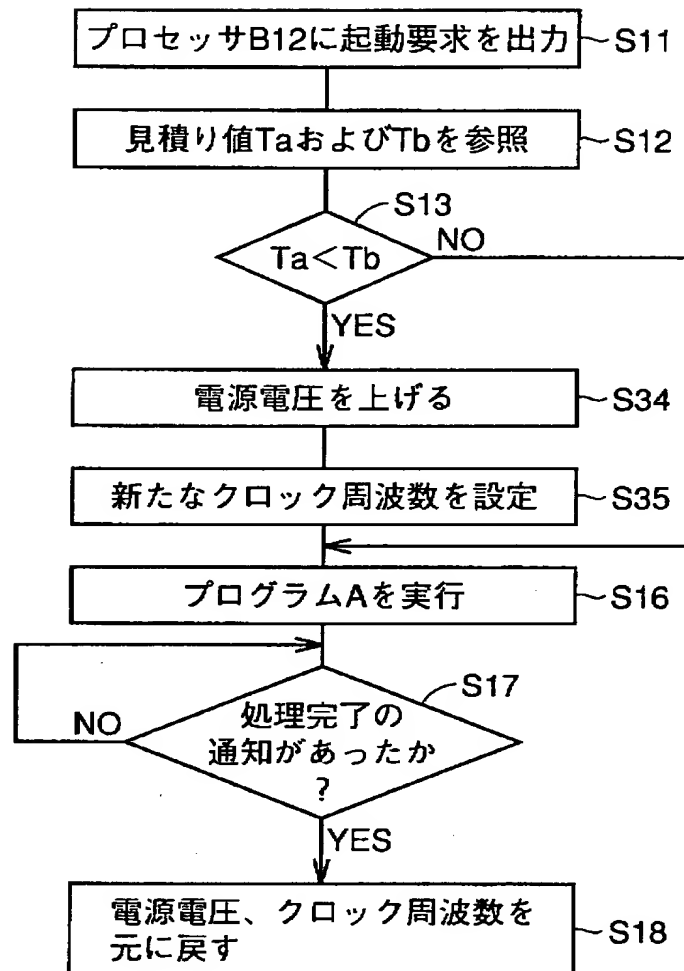 プロセッサB12に起動要求を出力 S11
見積り値TaおよびTbを参照 S12
S13
Ta＜Tb NO
YES
電源電圧を上げる S34
新たなクロック周波数を設定 S35
プログラムAを実行 S16
S17
処理完了の
NO 通知があったか
?
YES
電源電圧、クロック周波数を
元に戻す S18